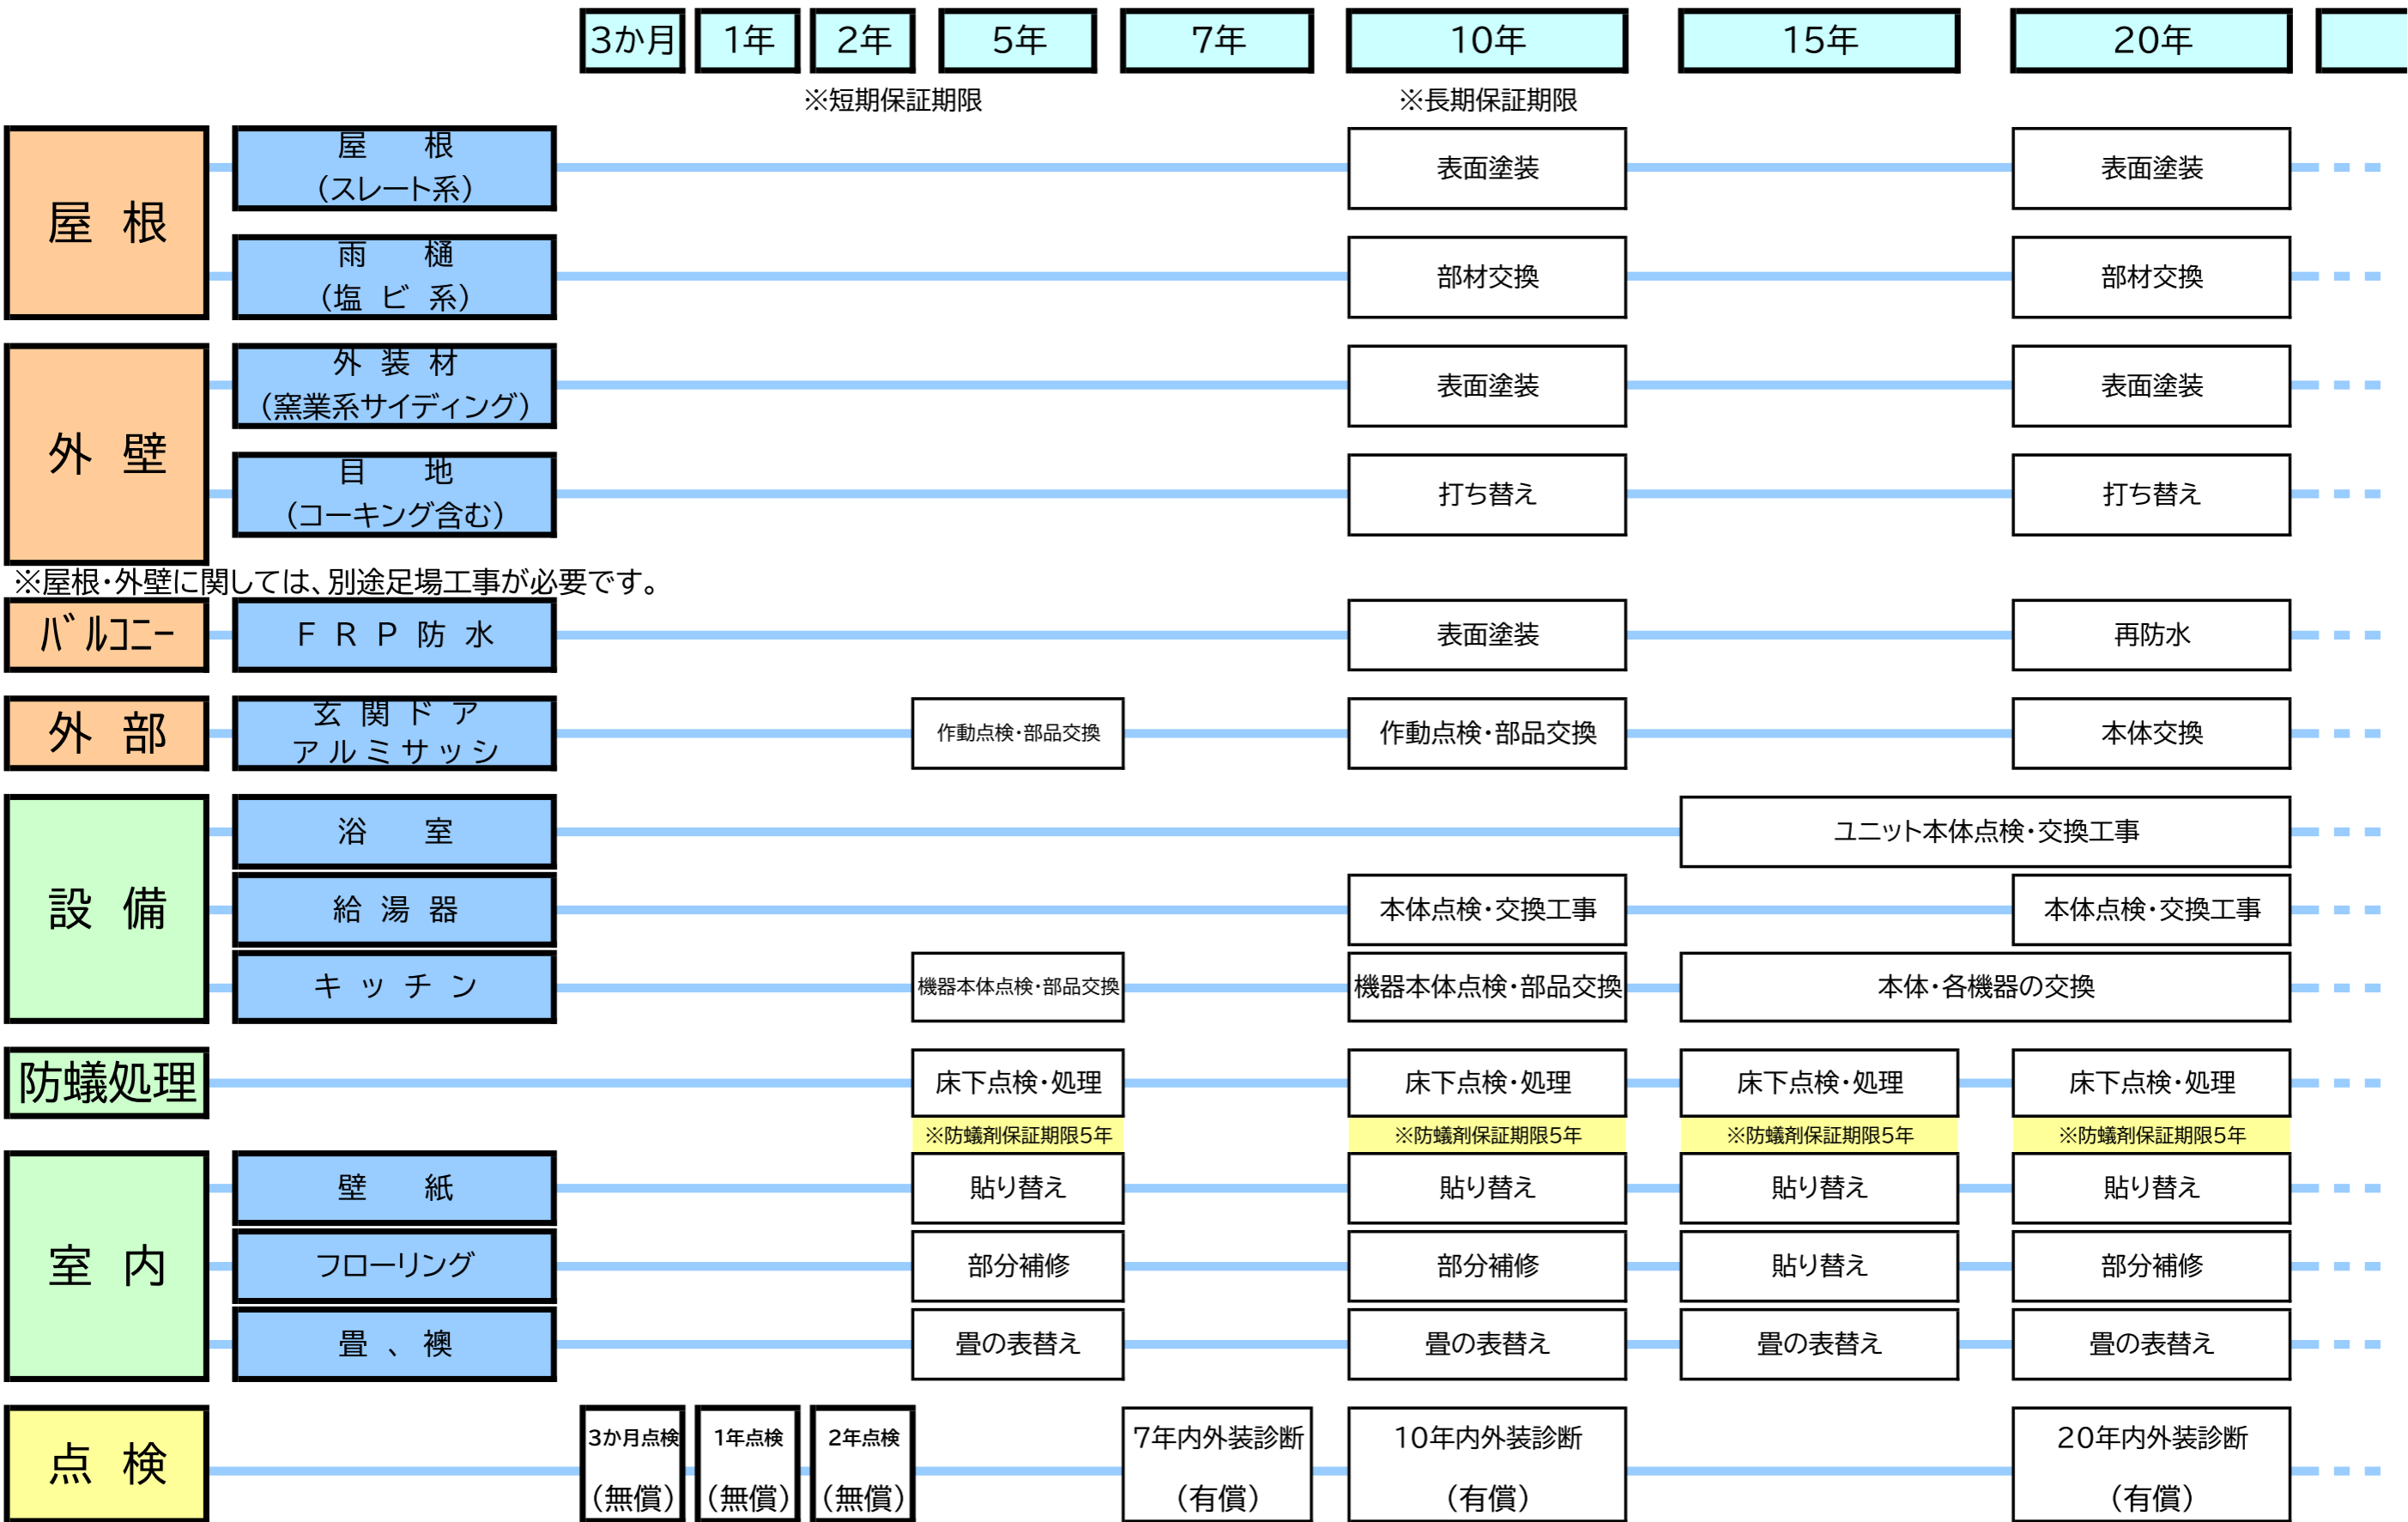 3か月 1年 2年 5年 7年 10年 15年 20年
※短期保証期限 ※長期保証期限
屋 根
屋 根
（スレート系）
表面塗装 表面塗装
雨 樋
（塩 ビ 系）
部材交換 部材交換
外 壁
外 装 材
（窯業系サイディング）
表面塗装 表面塗装
目 地
（コーキング含む）
打ち替え 打ち替え
※屋根・外壁に関しては、別途足場工事が必要です。
バルコニー FRP防水 表面塗装 再防水
外 部
玄 関 ド ア
アルミサッシ
作動点検・部品交換 作動点検・部品交換 本体交換
設 備
浴 室 ユニット本体点検・交換工事
給 湯 器 本体点検・交換工事 本体点検・交換工事
キ ッ チ ン 機器本体点検・部品交換 機器本体点検・部品交換 本体・各機器の交換
防蟻処理 床下点検・処理 床下点検・処理 床下点検・処理 床下点検・処理
※防蟻剤保証期限5年 ※防蟻剤保証期限5年 ※防蟻剤保証期限5年 ※防蟻剤保証期限5年
室 内
壁 紙 貼り替え 貼り替え 貼り替え 貼り替え
フローリング 部分補修 部分補修 貼り替え 部分補修
畳 、 襖 畳の表替え 畳の表替え 畳の表替え 畳の表替え
点 検
3か月点検 1年点検 2年点検 7年内外装診断 10年内外装診断 20年内外装診断
（無償） （無償） （無償） （有償） （有償） （有償）